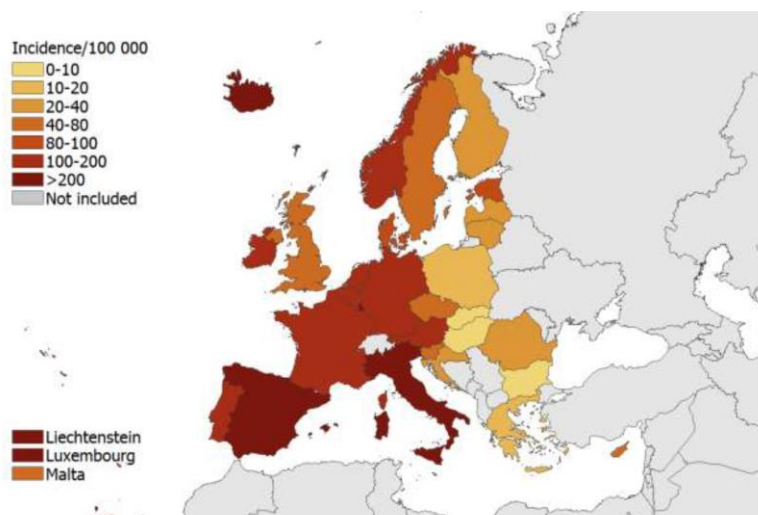 Incidence/100 000
0-10
10-20
20-40
40-80
80-100
100-200
>200
Not included
Liechtenstein
Luxembourg
Malta